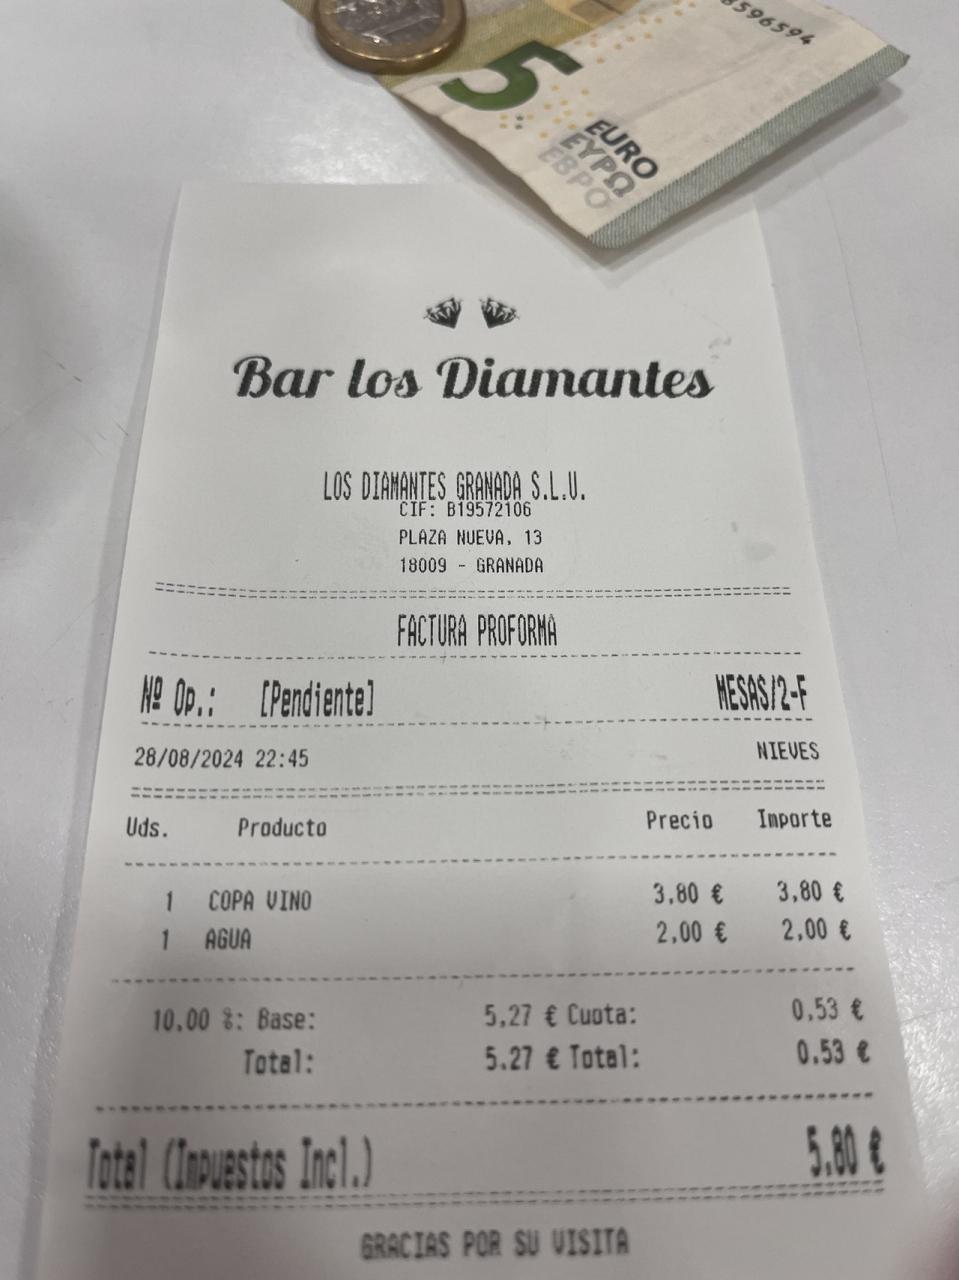 6596594
5
EURO
ΕΥΡΩ
ЕВРО
Bar los Diamantes
LOS DIAMANTES GRANADA S.L.U.
CIF: B19572106
PLAZA NUEVA, 13
18009 - GRANADA
FACTURA PROFORMA
Nº Op.: [Pendiente] MESAS/2-F
28/08/2024 22:45 NIEVES
Uds. Producto Precio Importe
1 COPA VINO 3,80 € 3,80 €
1 AGUA 2,00 € 2,00 €
10,00 %: Base: 5,27 € Cuota: 0,53 €
Total: 5.27 € Total: 0.53 €
Total (Impuestos Incl.) 5,80 €
GRACIAS POR SU VISITA